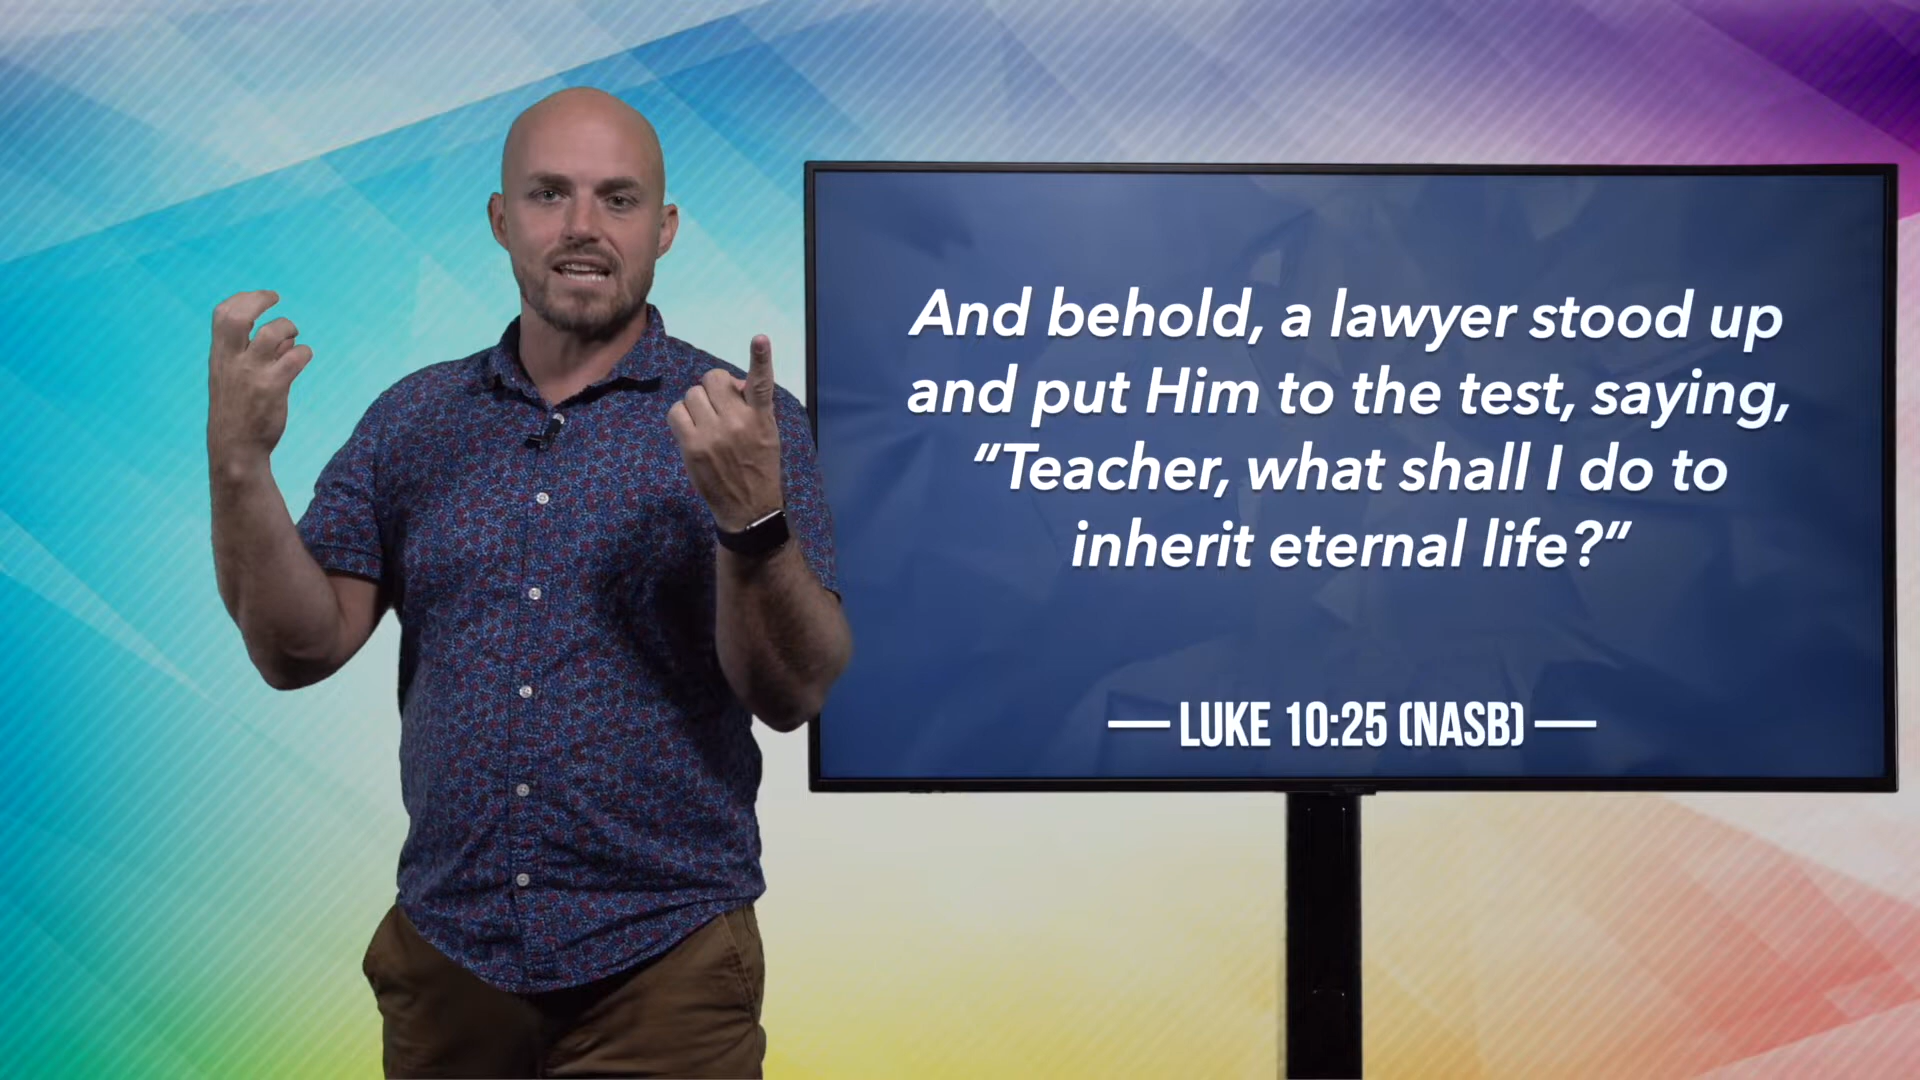 And behold, a lawyer stood up
and put Him to the test, saying,
“Teacher, what shall I do to
inherit eternal life?”
LUKE 10:25 (NASB)